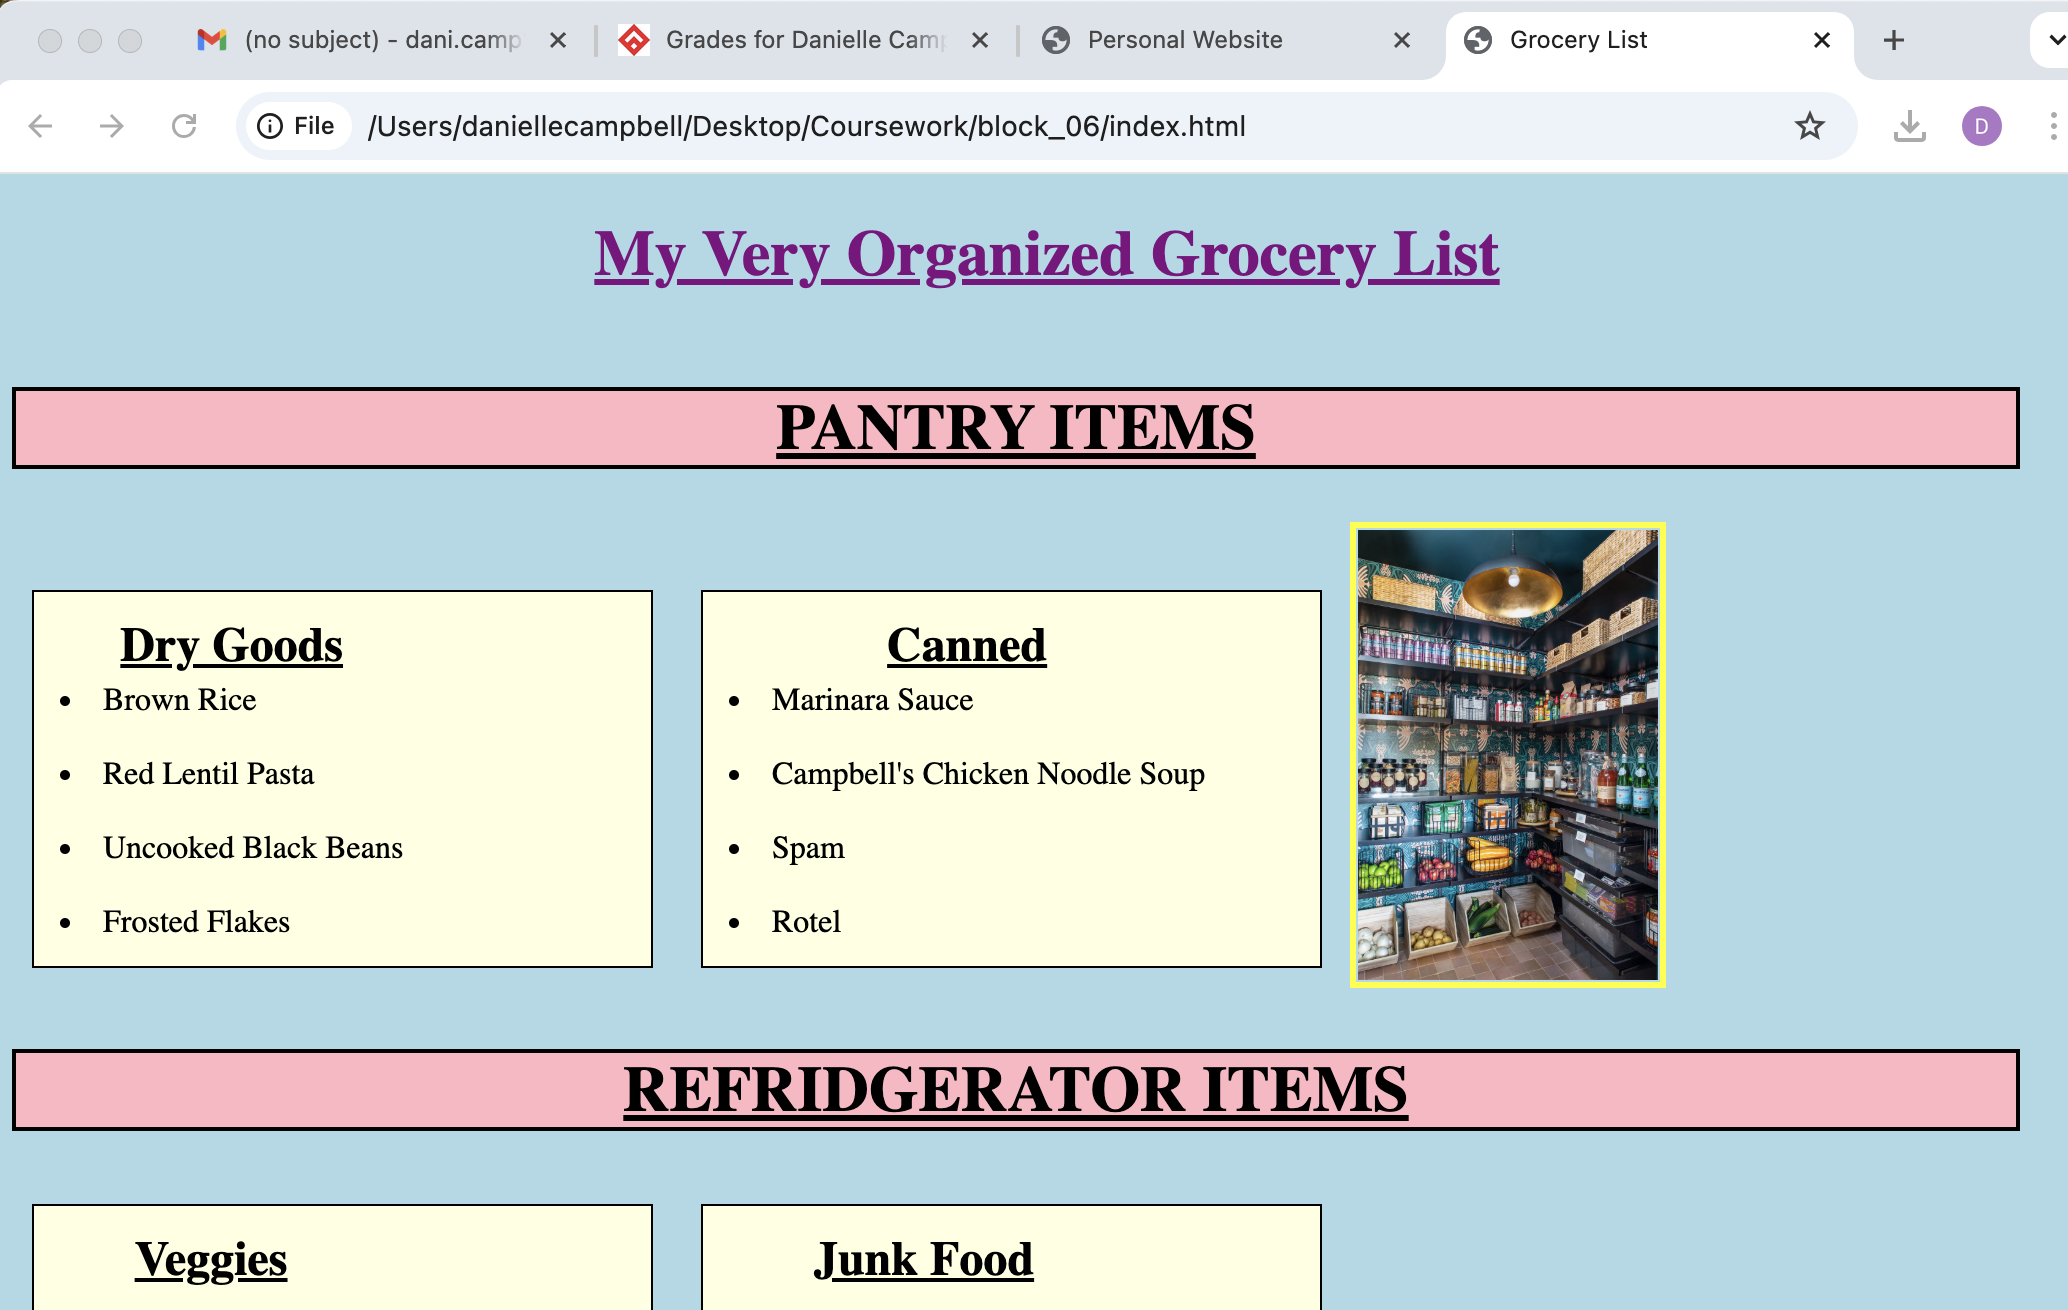 (no subject) - dani.camp
Grades for Danielle Camp
Personal Website
Grocery List
File
/Users/daniellecampbell/Desktop/Coursework/block_06/index.html
D
My Very Organized Grocery List
PANTRY ITEMS
Dry Goods
Brown Rice
Red Lentil Pasta
Uncooked Black Beans
Frosted Flakes
Canned
Marinara Sauce
Campbell's Chicken Noodle Soup
Spam
Rotel
REFRIDGERATOR ITEMS
Veggies
Junk Food